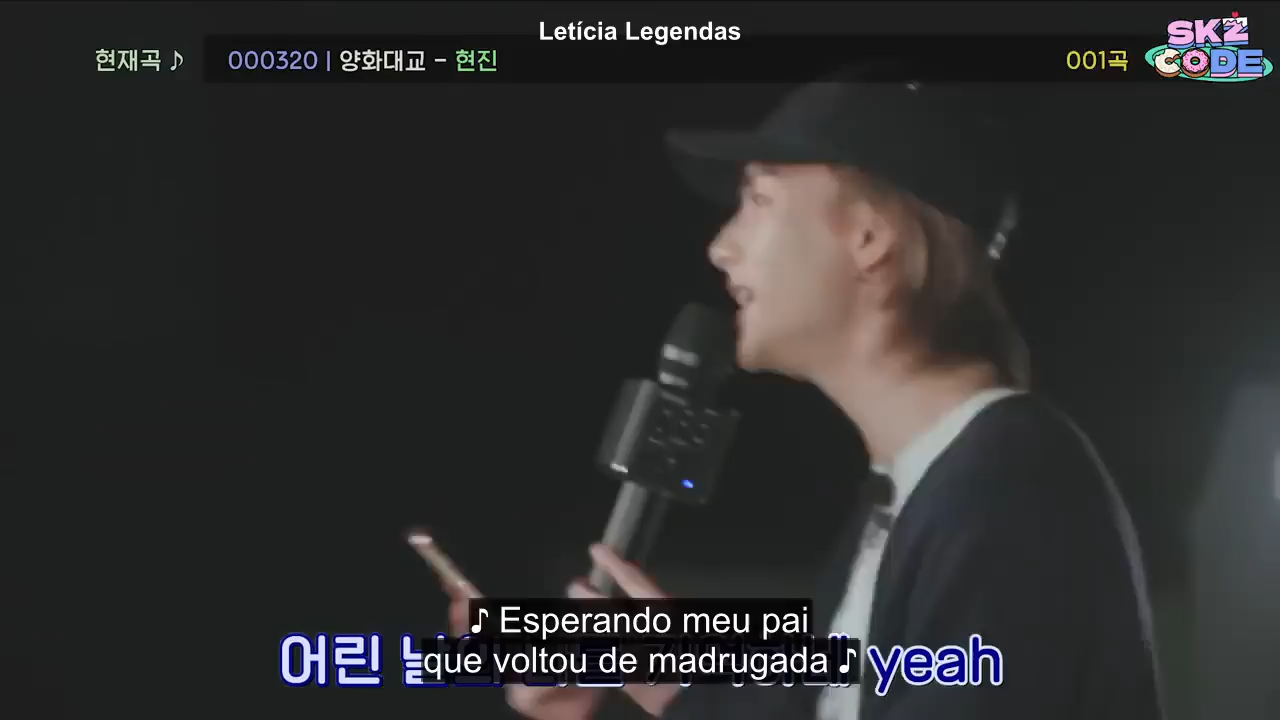 Letícia Legendas
현재곡 ♪ 000320 | 양화대교 - 현진 001곡
SKZ CODE
♪ Esperando meu pai
que voltou de madrugada ♪
어린 yeah